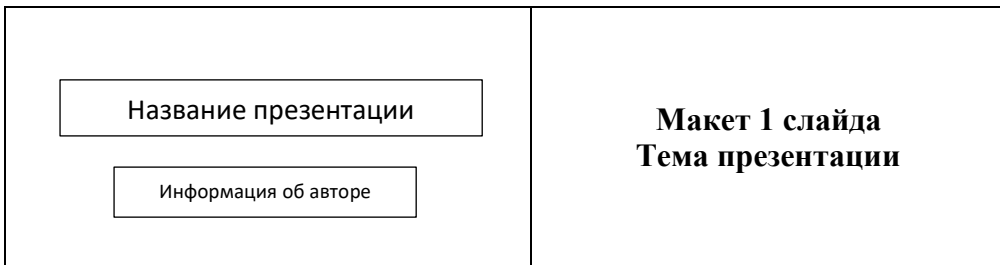 Название презентации
Информация об авторе
Макет 1 слайда
Тема презентации